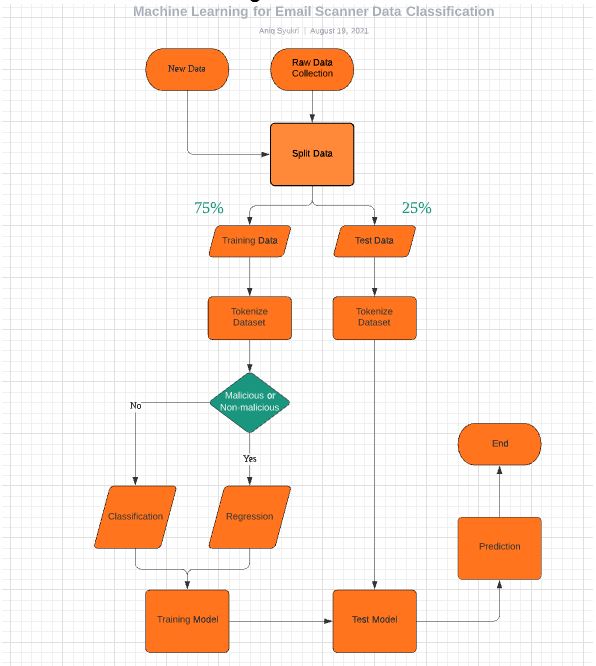 Machine Learning for Email Scanner Data Classification
Aniq Syukri | August 19, 2021
New Data
Raw Data
Collection
Split Data
75%
25%
Training Data
Test Data
Tokenize
Dataset
Tokenize
Dataset
Malicious or
Non-malicious
No
Yes
End
Classification
Regression
Prediction
Training Model
Test Model